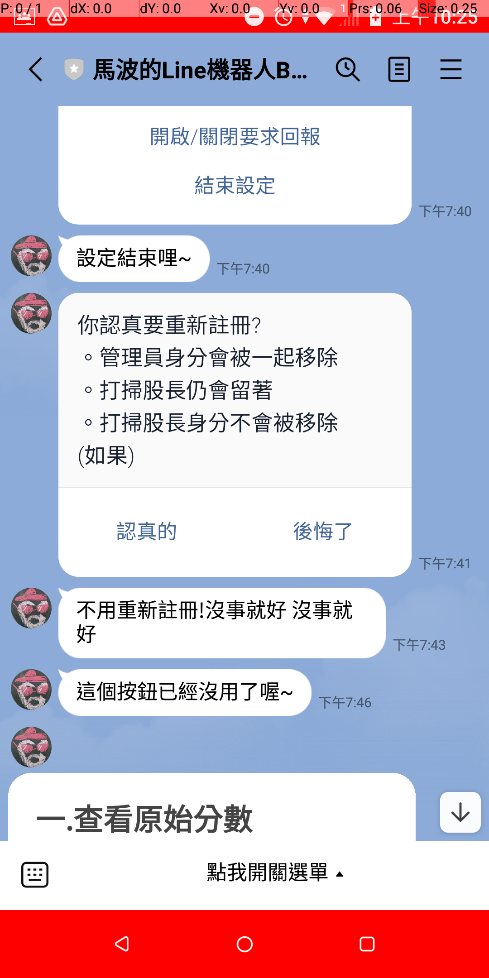 P: 0 / 1 dX: 0.0 dY: 0.0 Xv: 0.0 Yv: 0.0 Prs: 0.06 Size: 0.25
上午10:25
馬波的Line機器人B...
開啟/關閉要求回報
結束設定
下午7:40
設定結束哩~
下午7:40
你認真要重新註冊?
。管理員身分會被一起移除
。打掃股長仍會留著
。打掃股長身分不會被移除
(如果)
認真的 後悔了
下午7:41
不用重新註冊!沒事就好 沒事就
好
下午7:43
這個按鈕已經沒用了喔~
下午7:46
一.查看原始分數
點我開關選單